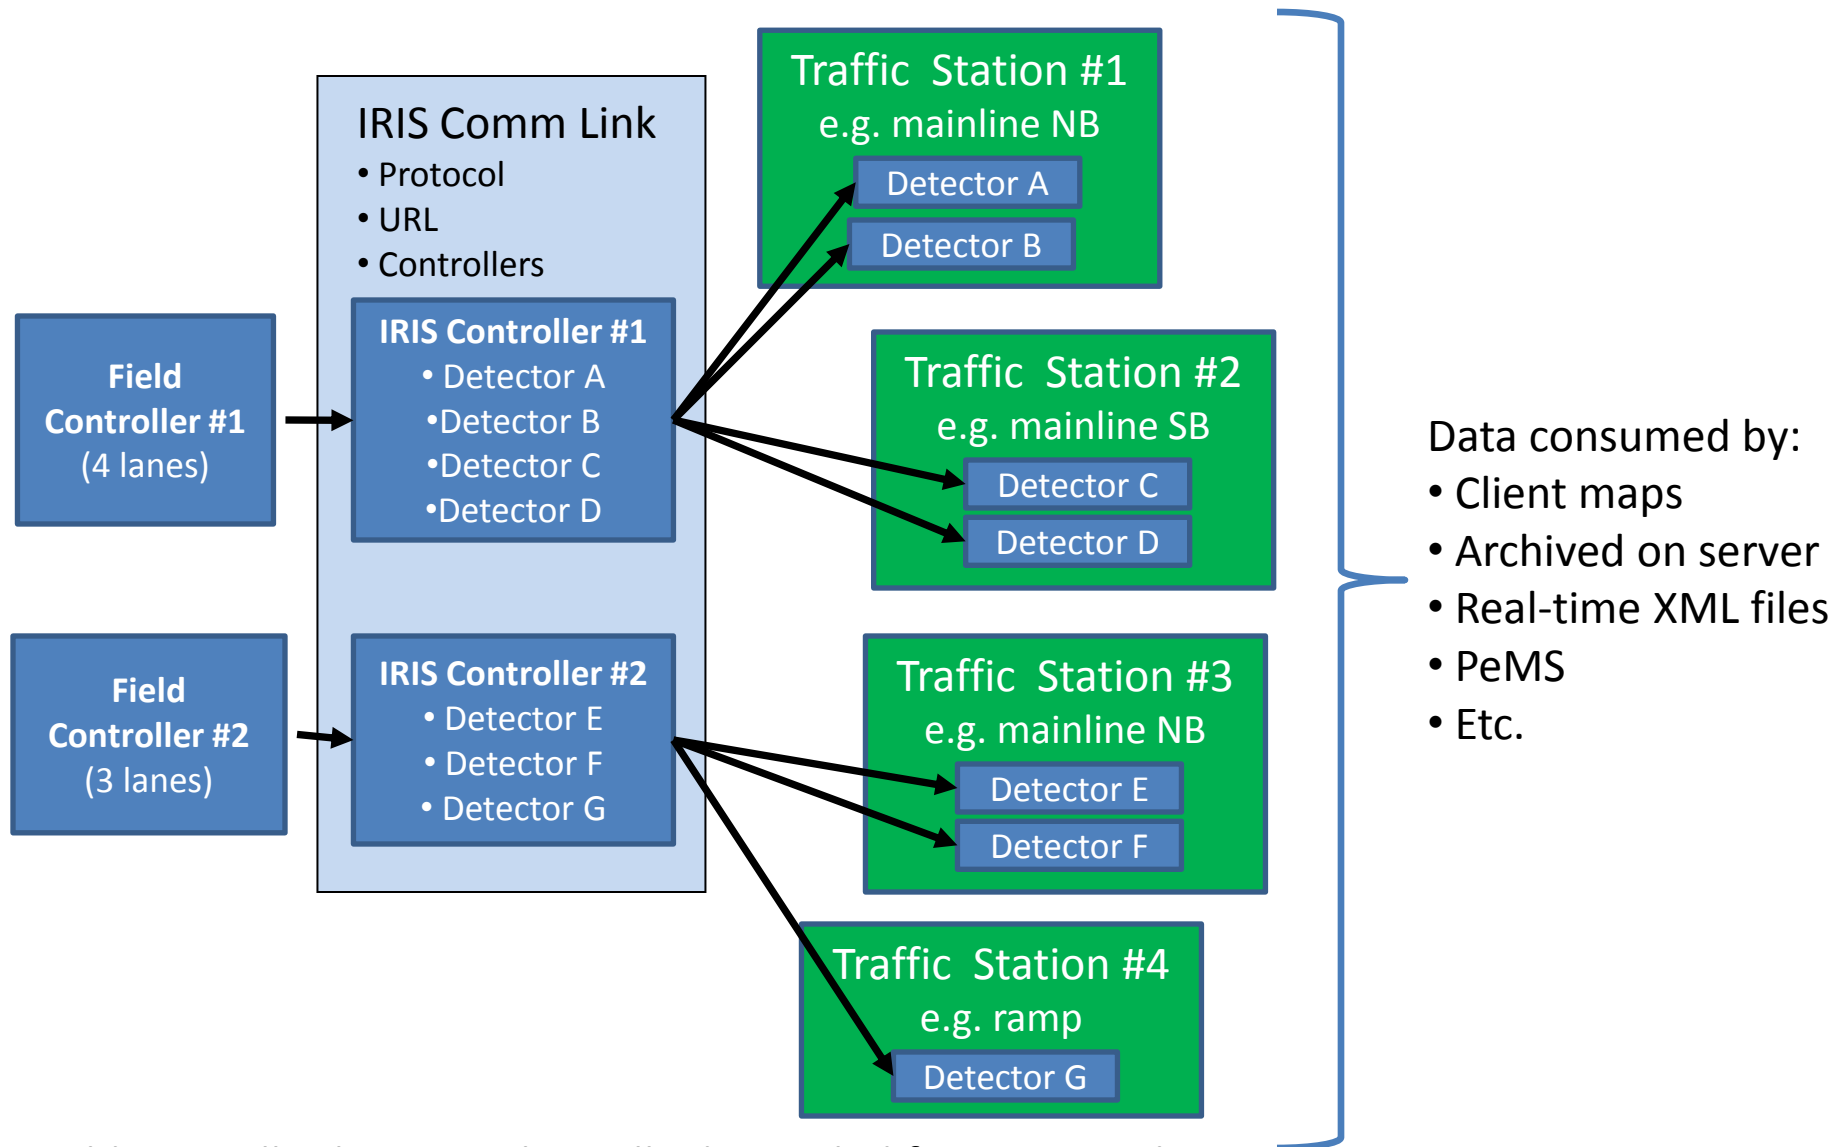 IRIS Comm Link
• Protocol
• URL
• Controllers
Field
Controller #1
(4 lanes)
IRIS Controller #1
• Detector A
•Detector B
•Detector C
•Detector D
Field
Controller #2
(3 lanes)
IRIS Controller #2
• Detector E
• Detector F
• Detector G
Traffic Station #1
e.g. mainline NB
Detector A
Detector B
Traffic Station #2
e.g. mainline SB
Detector C
Detector D
Traffic Station #3
e.g. mainline NB
Detector E
Detector F
Traffic Station #4
e.g. ramp
Detector G
Data consumed by:
• Client maps
• Archived on server
• Real-time XML files
• PeMS
• Etc.